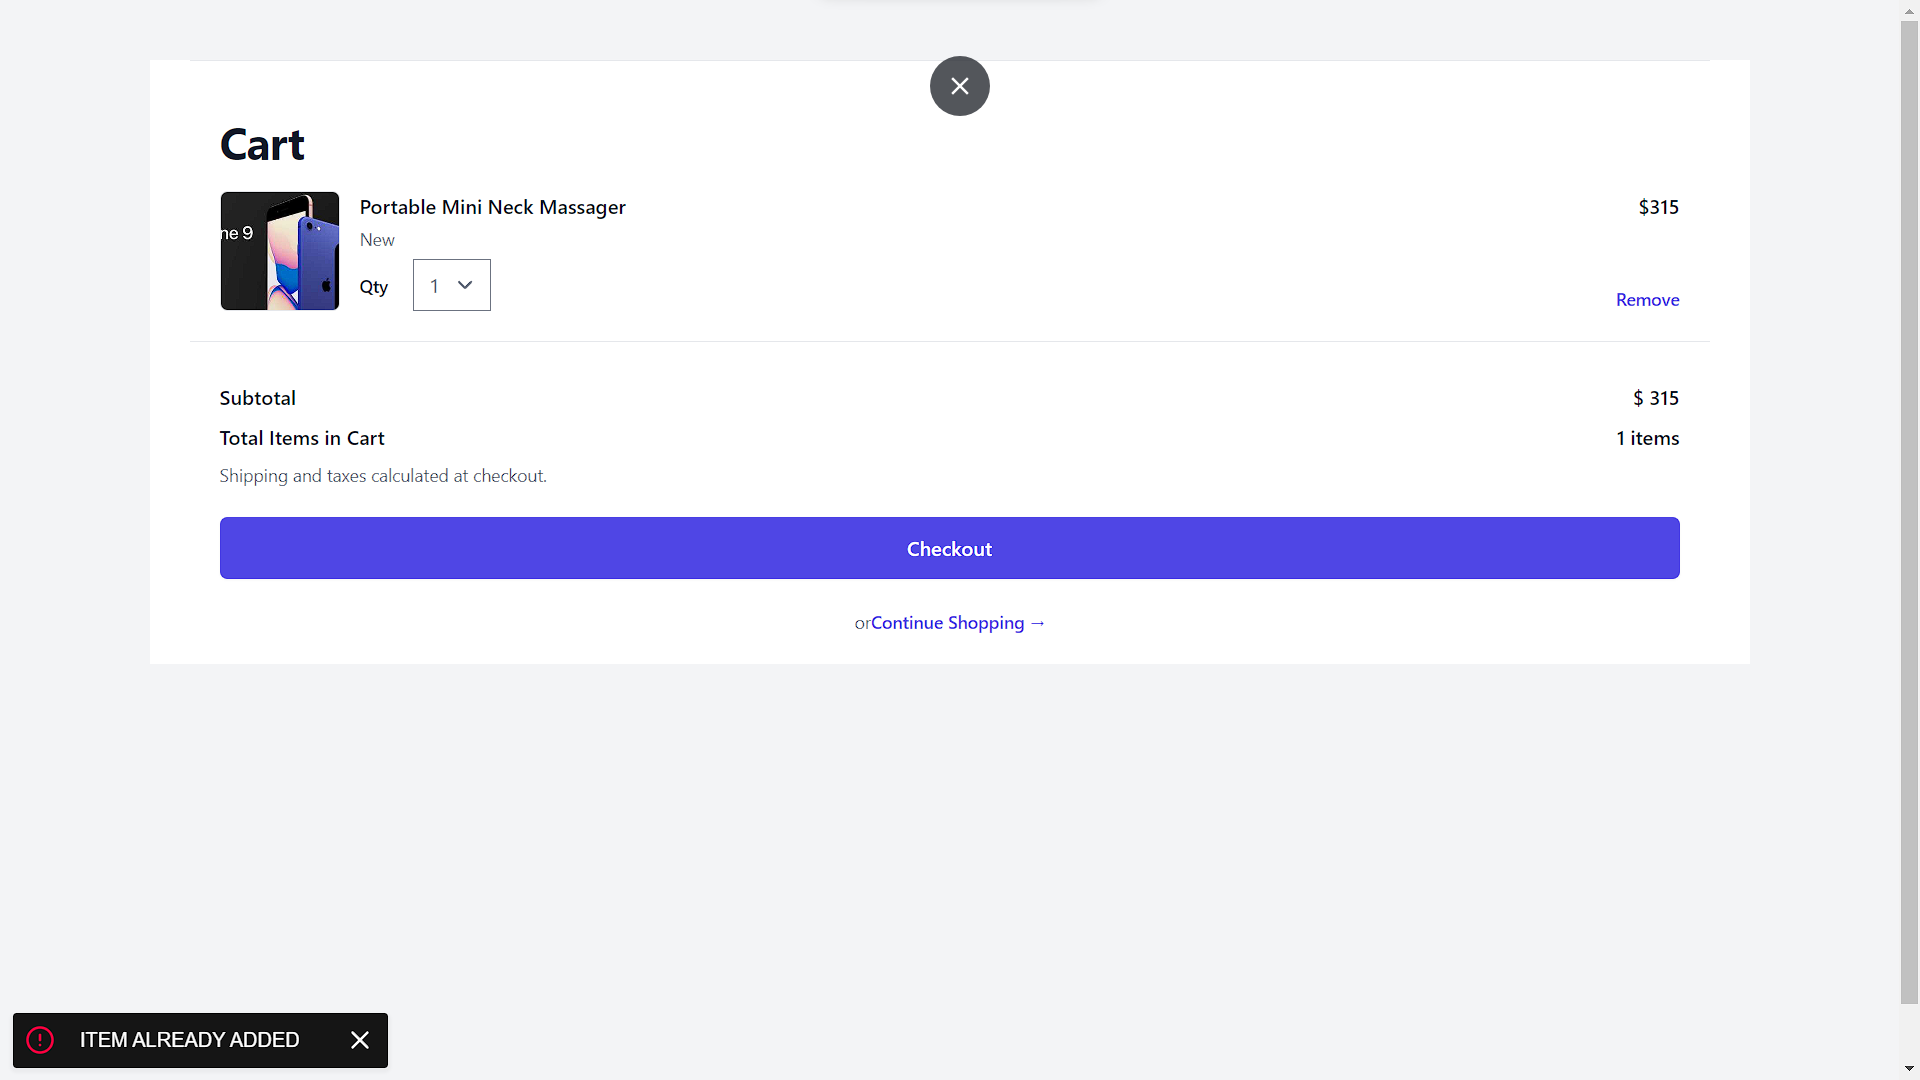 Cart
ne 9
Portable Mini Neck Massager
$315
New
Qty
1
Remove
Subtotal
$ 315
Total Items in Cart
1 items
Shipping and taxes calculated at checkout.
Checkout
orContinue Shopping →
ITEM ALREADY ADDED